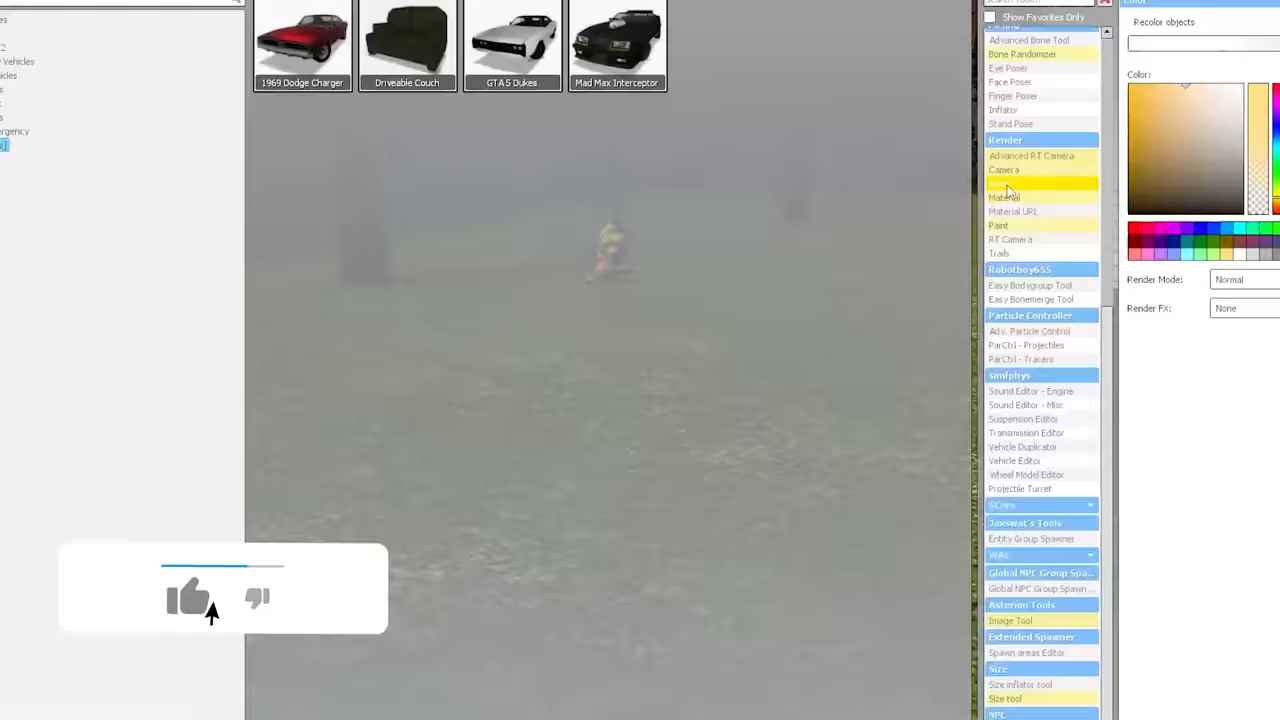 Show Favorites Only
Advanced Bone Tool
Bone Randomizer
Eye Poser
Face Poser
Finger Poser
Inflator
Stand Pose
Render
Advanced RT Camera
Camera
Material
Material URL
Paint
RT Camera
Trails
Robotboy655
Easy Bodygroup Tool
Easy Bonemerge Tool
Particle Controller
Adv. Particle Control
ParCtrl - Projectiles
ParCtrl - Tracers
simfphys
Sound Editor - Engine
Sound Editor - Misc
Suspension Editor
Transmission Editor
Vehicle Duplicator
Vehicle Editor
Wheel Model Editor
Projectile Turret
SCars
Jaxswat's Tools
Entity Group Spawner
WAC
Global NPC Group Spa...
Global NPC Group Spawn...
Asterion Tools
Image Tool
Extended Spawner
Spawn areas Editor
Size
Size inflator tool
Size tool
NPC
Recolor objects
Color:
Render Mode: Normal
Render FX: None
1969 Dodge Charger
Driveable Couch
GTA 5 Dukes
Mad Max Interceptor
Vehicles